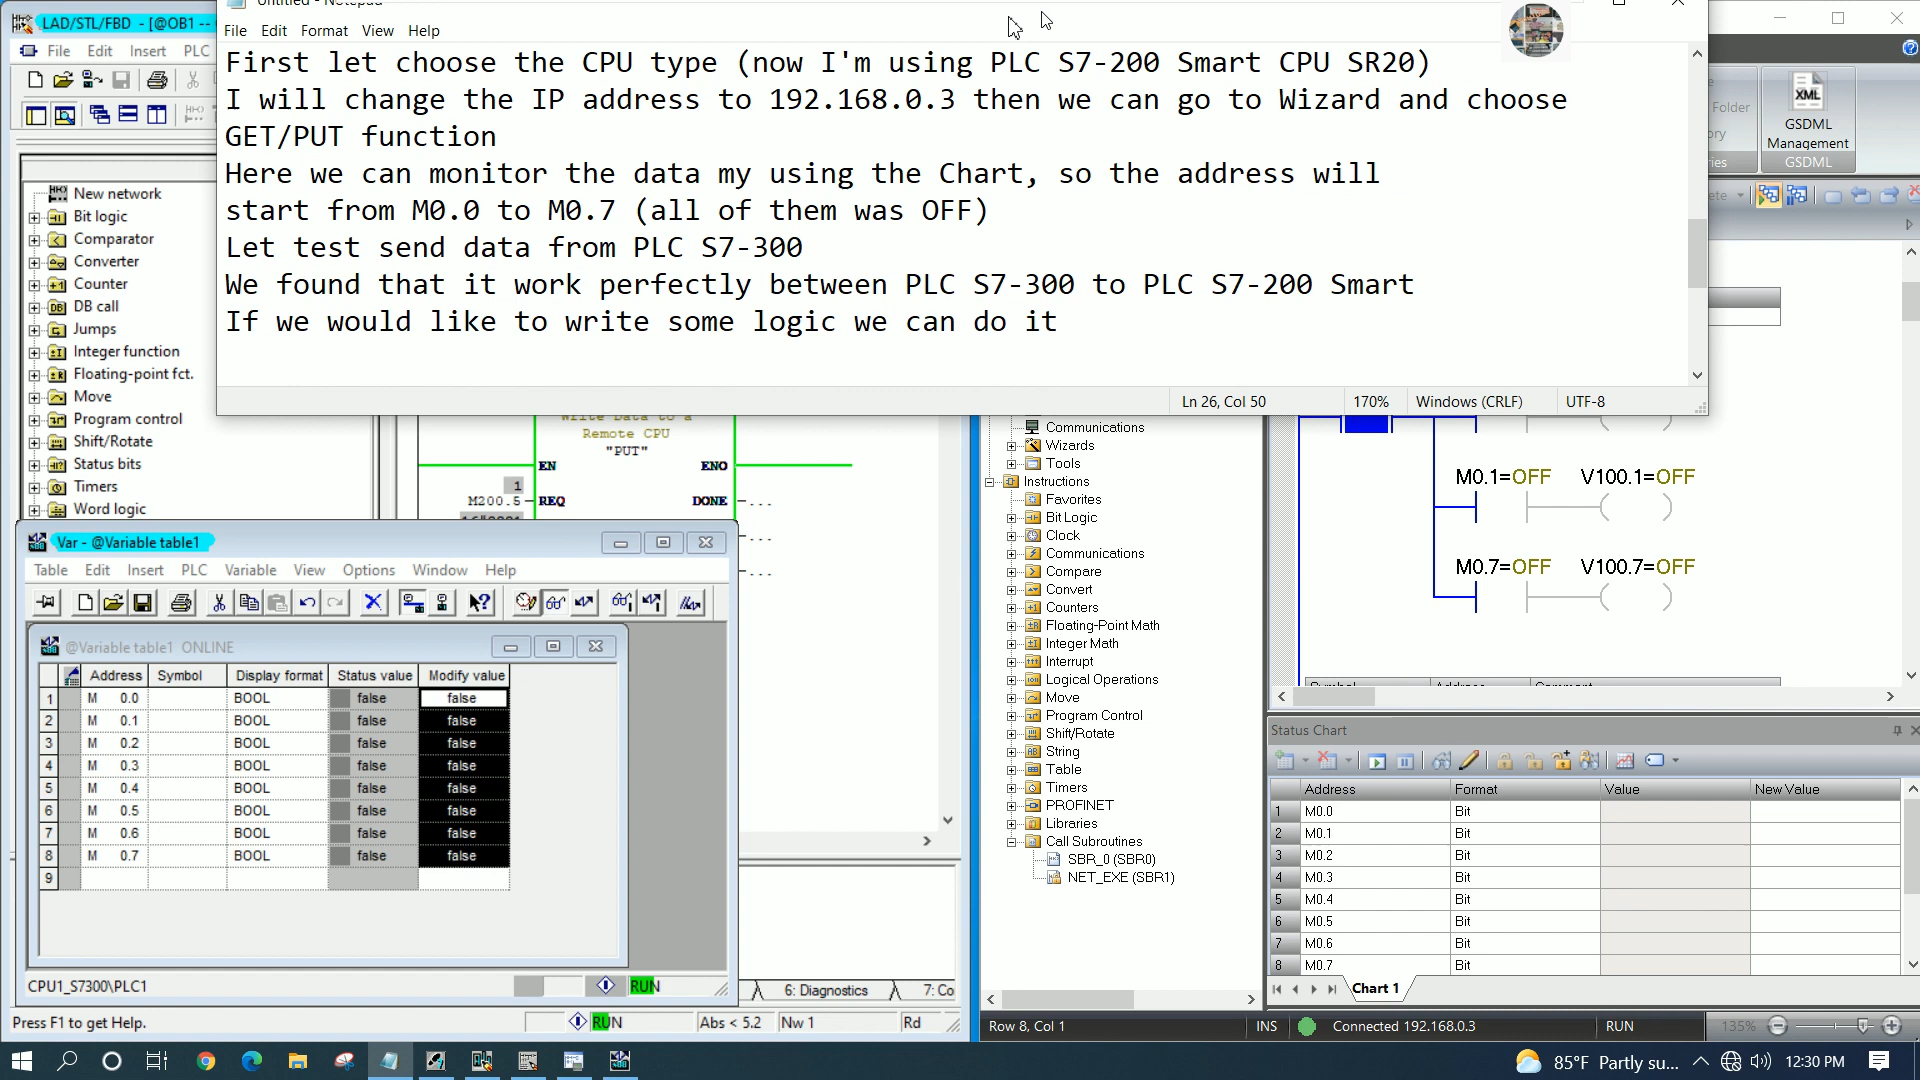 LAD/STL/FBD - [@OB1 --
File Edit Insert PLC
Untitled - Notepad
File Edit Format View Help
First let choose the CPU type (now I'm using PLC S7-200 Smart CPU SR20)
I will change the IP address to 192.168.0.3 then we can go to Wizard and choose
GET/PUT function
Here we can monitor the data my using the Chart, so the address will
start from M0.0 to M0.7 (all of them was OFF)
Let test send data from PLC S7-300
We found that it work perfectly between PLC S7-300 to PLC S7-200 Smart
If we would like to write some logic we can do it
Ln 26, Col 50 170% Windows (CRLF) UTF-8
Folder
XML
GSDML
Management
GSDML
New network
Bit logic
Comparator
Converter
Counter
DB call
Jumps
Integer function
Floating-point fct.
Move
Program control
Shift/Rotate
Status bits
Timers
Word logic
Write Data to a
Remote CPU
"PUT"
EN ENO
1
M200.5 REQ DONE ...
...
...
Var - @Variable table1
Table Edit Insert PLC Variable View Options Window Help
@Variable table1 ONLINE
Address Symbol Display format Status value Modify value
1 M 0.0 BOOL false false
2 M 0.1 BOOL false false
3 M 0.2 BOOL false false
4 M 0.3 BOOL false false
5 M 0.4 BOOL false false
6 M 0.5 BOOL false false
7 M 0.6 BOOL false false
8 M 0.7 BOOL false false
9
CPU1_S7300\PLC1 RUN
6: Diagnostics 7: Co
Press F1 to get Help. RUN Abs < 5.2 Nw 1 Rd
Communications
Wizards
Tools
Instructions
Favorites
Bit Logic
Clock
Communications
Compare
Convert
Counters
Floating-Point Math
Integer Math
Interrupt
Logical Operations
Move
Program Control
Shift/Rotate
String
Table
Timers
PROFINET
Libraries
Call Subroutines
SBR_0 (SBR0)
NET_EXE (SBR1)
M0.1=OFF V100.1=OFF
M0.7=OFF V100.7=OFF
Symbol Address Comment
Status Chart
Address Format Value New Value
1 M0.0 Bit
2 M0.1 Bit
3 M0.2 Bit
4 M0.3 Bit
5 M0.4 Bit
6 M0.5 Bit
7 M0.6 Bit
8 M0.7 Bit
Chart 1
Row 8, Col 1 INS Connected 192.168.0.3 RUN 135%
85°F Partly su... 12:30 PM